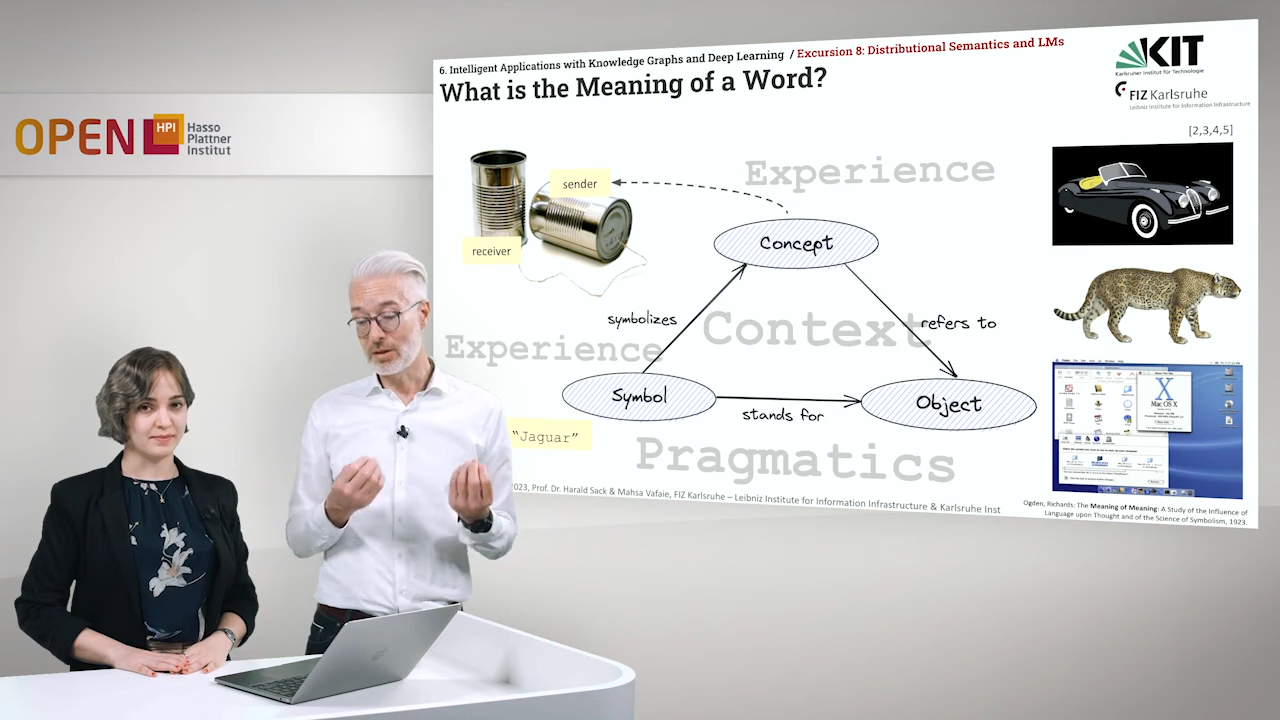 OPEN HPI Hasso
Plattner
Institut
6. Intelligent Applications with Knowledge Graphs and Deep Learning / Excursion 8: Distributional Semantics and LMs
What is the Meaning of a Word?
KIT
Karlsruher Institut für Technologie
FIZ Karlsruhe
Leibniz Institute for Information Infrastructure
[2,3,4,5]
sender
receiver
Experience
Concept
symbolizes
Context
refers to
Experience
Symbol
stands for
Object
"Jaguar"
Pragmatics
Mac OS X
023, Prof. Dr. Harald Sack & Mahsa Vafaie, FIZ Karlsruhe – Leibniz Institute for Information Infrastructure & Karlsruhe Inst
Ogden, Richards: The Meaning of Meaning: A Study of the Influence of
Language upon Thought and of the Science of Symbolism, 1923.